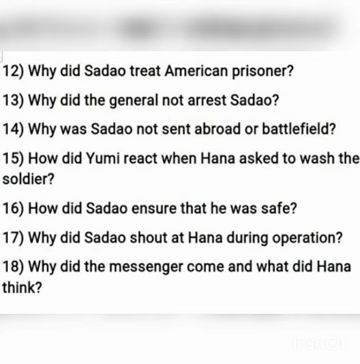 12) Why did Sadao treat American prisoner?
13) Why did the general not arrest Sadao?
14) Why was Sadao not sent abroad or battlefield?
15) How did Yumi react when Hana asked to wash the
soldier?
16) How did Sadao ensure that he was safe?
17) Why did Sadao shout at Hana during operation?
18) Why did the messenger come and what did Hana
think?